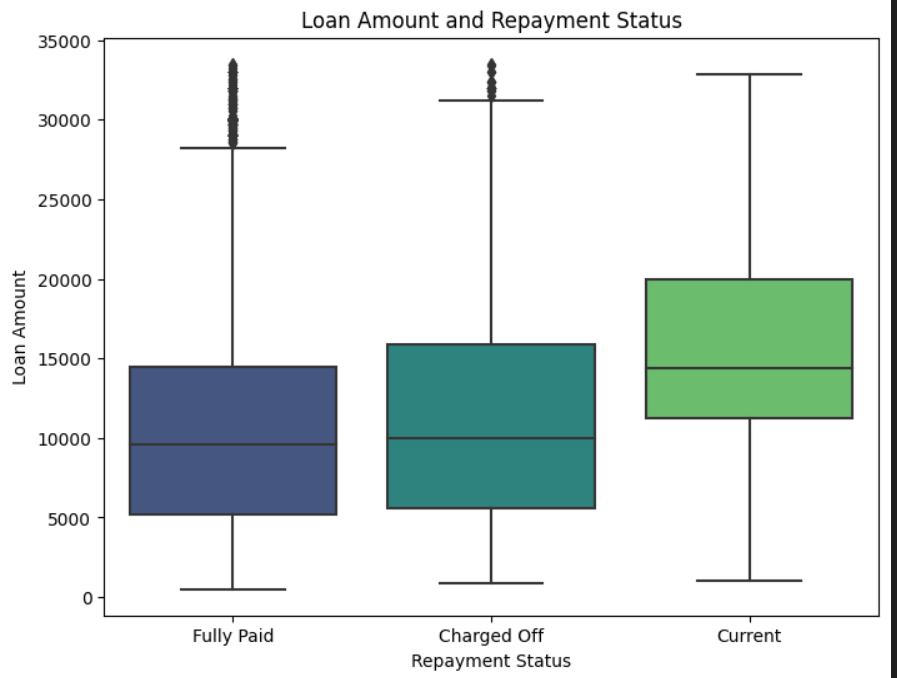 Loan Amount and Repayment Status
35000
30000
25000
20000
15000
10000
5000
0
Loan Amount
Fully Paid
Charged Off
Current
Repayment Status